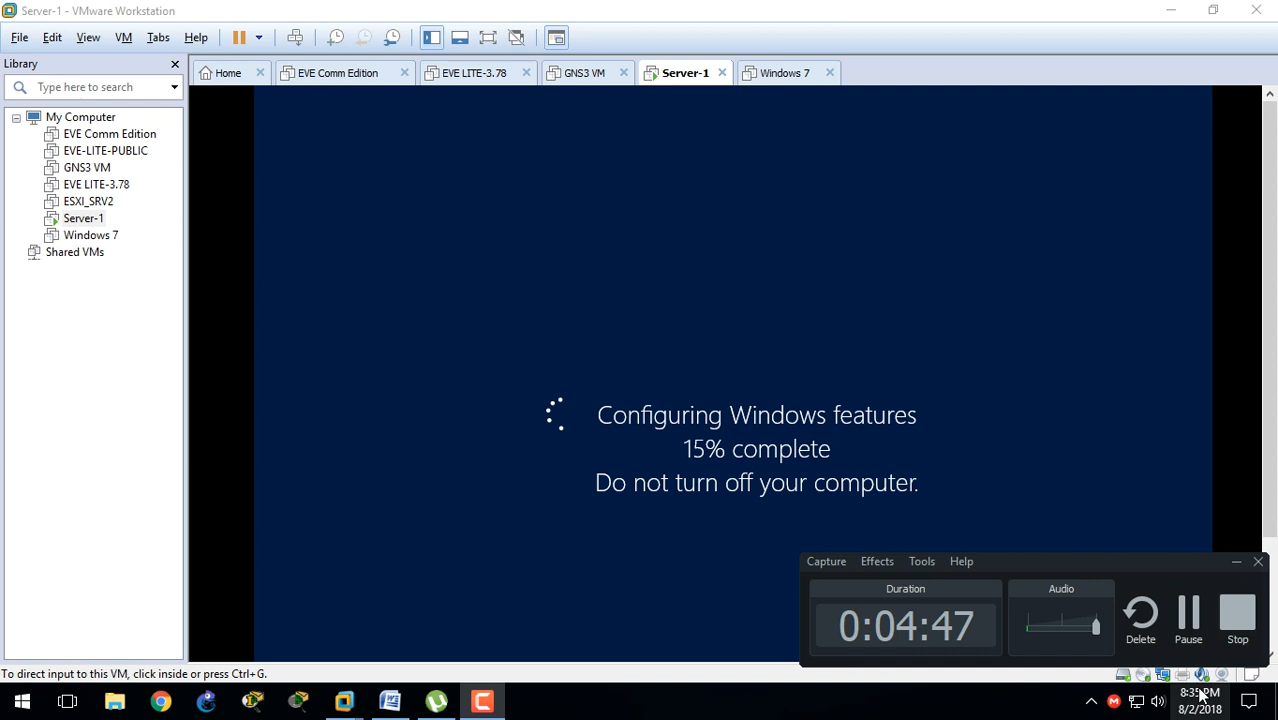 Server-1 - VMware Workstation
File Edit View VM Tabs Help
Library
Type here to search
Home
EVE Comm Edition
EVE LITE-3.78
GNS3 VM
Server-1
Windows 7
My Computer
EVE Comm Edition
EVE-LITE-PUBLIC
GNS3 VM
EVE LITE-3.78
ESXI_SRV2
Server-1
Windows 7
Shared VMs
Configuring Windows features
15% complete
Do not turn off your computer.
Capture Effects Tools Help
Duration
0:04:47
Audio
Delete
Pause
Stop
To direct input to this VM, click inside or press Ctrl+G.
8:35 PM
8/2/2018